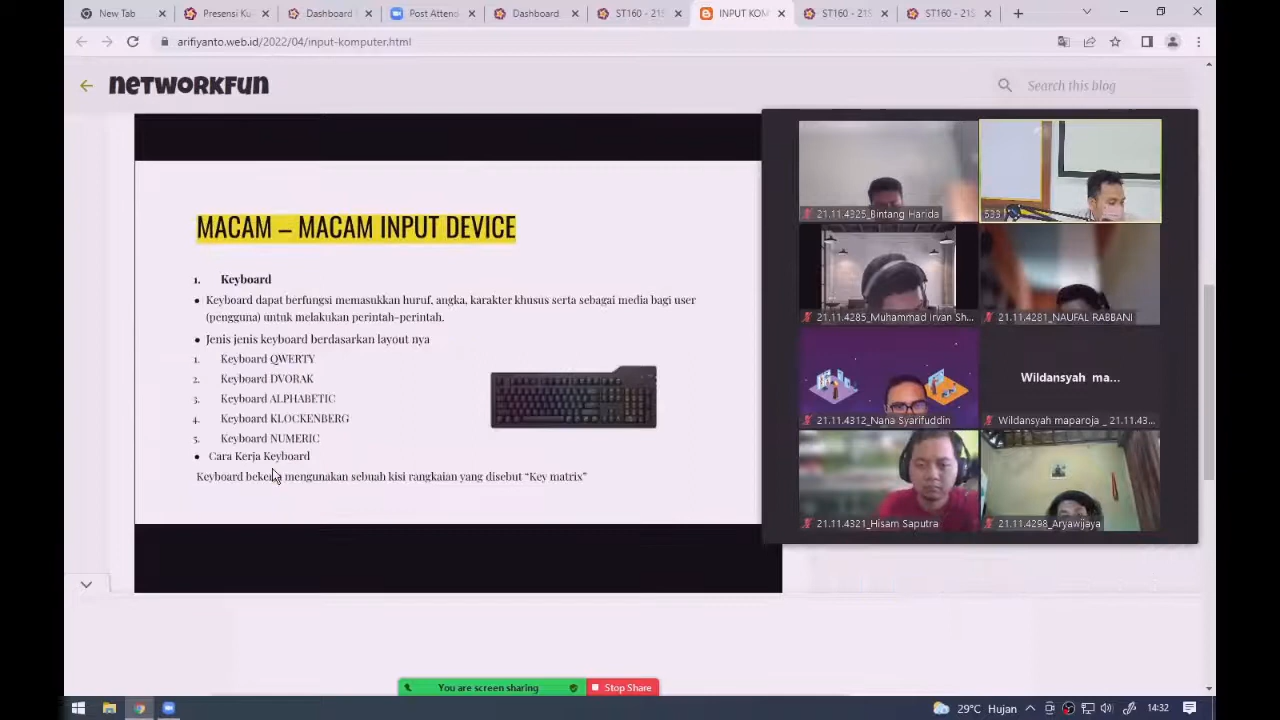 New Tab
Presensi Ku
Dashboard
Post Attend
Dashboard
ST160 - 21S
INPUT KOM
ST160 - 21S
ST160 - 21S
arifiyanto.web.id/2022/04/input-komputer.html
NETWORKFUN
Search this blog
MACAM – MACAM INPUT DEVICE
1. Keyboard
• Keyboard dapat berfungsi memasukkan huruf, angka, karakter khusus serta sebagai media bagi user
(pengguna) untuk melakukan perintah-perintah.
• Jenis jenis keyboard berdasarkan layout nya
1. Keyboard QWERTY
2. Keyboard DVORAK
3. Keyboard ALPHABETIC
4. Keyboard KLOCKENBERG
5. Keyboard NUMERIC
• Cara Kerja Keyboard
Keyboard bekerja mengunakan sebuah kisi rangkaian yang disebut “Key matrix”
21.11.4325_Bintang Harida
533
21.11.4285_Muhammad Irvan Sh...
21.11.4281_NAUFAL RABBANI
Wildansyah ma...
21.11.4312_Nana Syarifuddin
Wildansyah maparoja _ 21.11.43...
21.11.4321_Hisam Saputra
21.11.4298_Aryawijaya
You are screen sharing
Stop Share
29°C Hujan
14:32